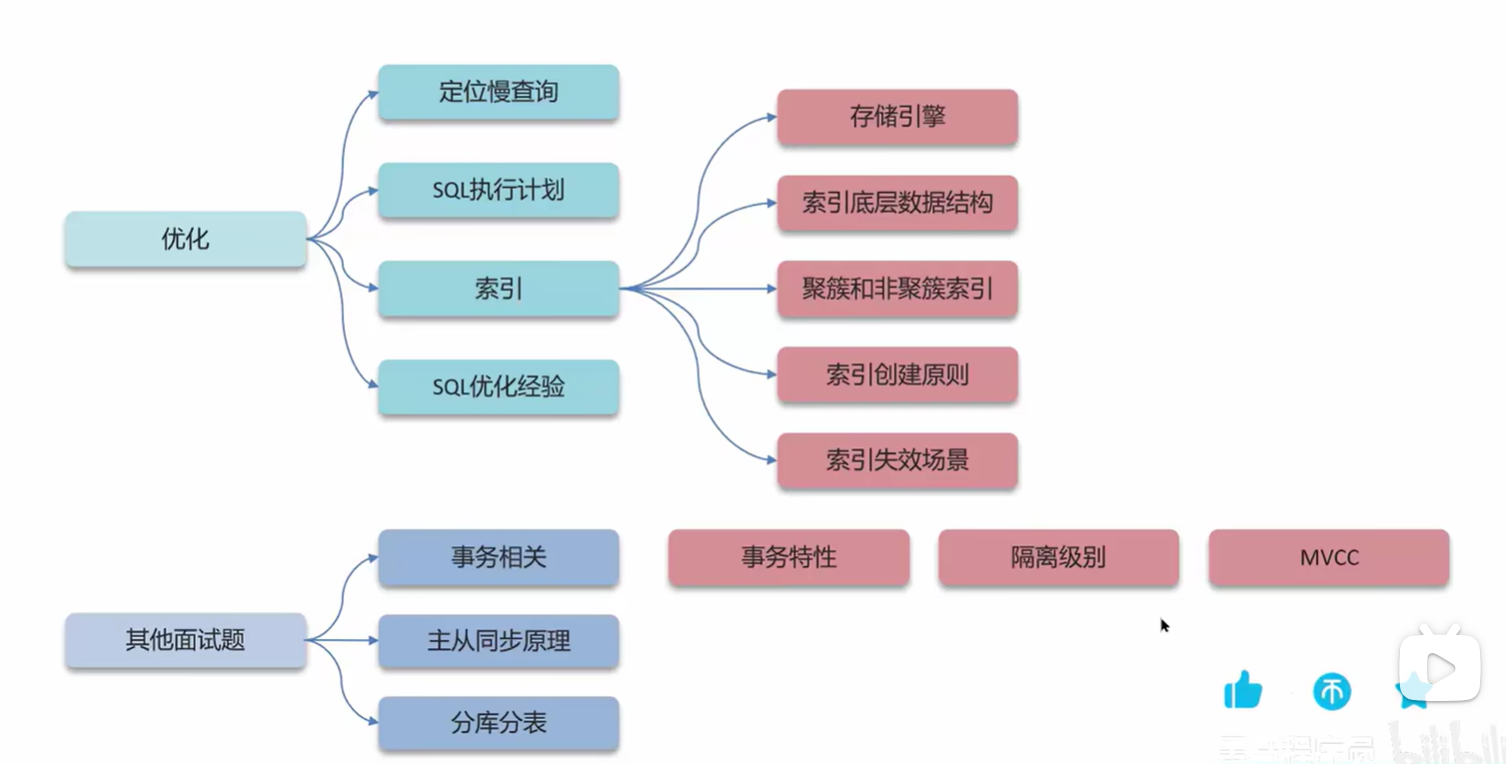 优化
定位慢查询
SQL执行计划
索引
SQL优化经验
存储引擎
索引底层数据结构
聚簇和非聚簇索引
索引创建原则
索引失效场景
其他面试题
事务相关
主从同步原理
分库分表
事务特性
隔离级别
MVCC
bilibili